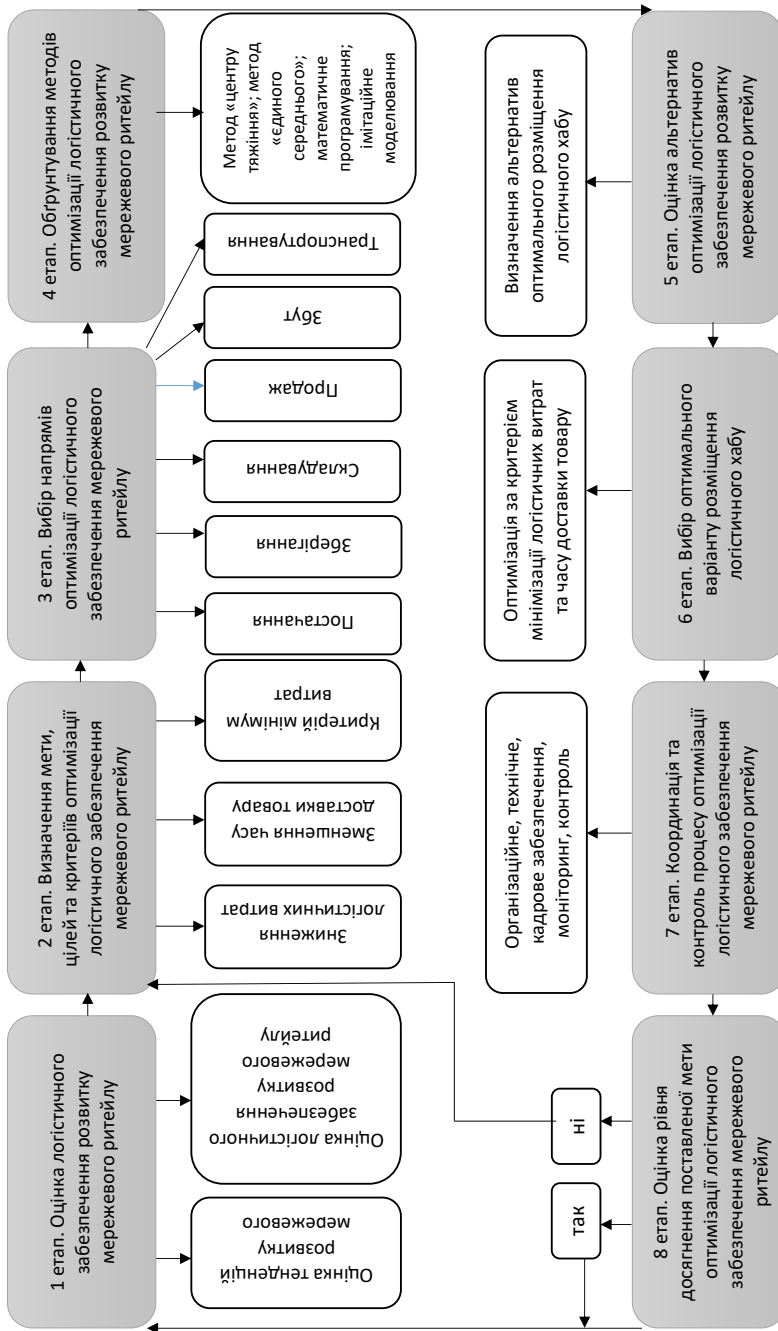 1 етап. Оцінка логістичного
забезпечення розвитку
мережевого ритейлу
Оцінка тенденцій
розвитку
мережевого
Оцінка логістичного
забезпечення
розвитку
мережевого
ритейлу
2 етап. Визначення мети,
цілей та критеріїв оптимізації
логістичного забезпечення
мережевого ритейлу
Зниження
логістичних витрат
Зменшення часу
доставки товару
Критерій мінімум
витрат
3 етап. Вибір напрямів
оптимізації логістичного
забезпечення мережевого
ритейлу
Постачання
Зберігання
Складування
Продаж
Збут
Транспортування
4 етап. Обґрунтування методів
оптимізації логістичного
забезпечення розвитку
мережевого ритейлу
Метод «центру
тяжіння»; метод
«єдиного
середнього»;
математичне
програмування;
імітаційне
моделювання
5 етап. Оцінка альтернатив
оптимізації логістичного
забезпечення розвитку
мережевого ритейлу
Визначення альтернатив
оптимального розміщення
логістичного хабу
6 етап. Вибір оптимального
варіанту розміщення
логістичного хабу
Оптимізація за критерієм
мінімізації логістичних витрат
та часу доставки товару
7 етап. Координація та
контроль процесу оптимізації
логістичного забезпечення
мережевого ритейлу
Організаційне, технічне,
кадрове забезпечення,
моніторинг, контроль
8 етап. Оцінка рівня
досягнення поставленої мети
оптимізації логістичного
забезпечення мережевого
ритейлу
так
ні